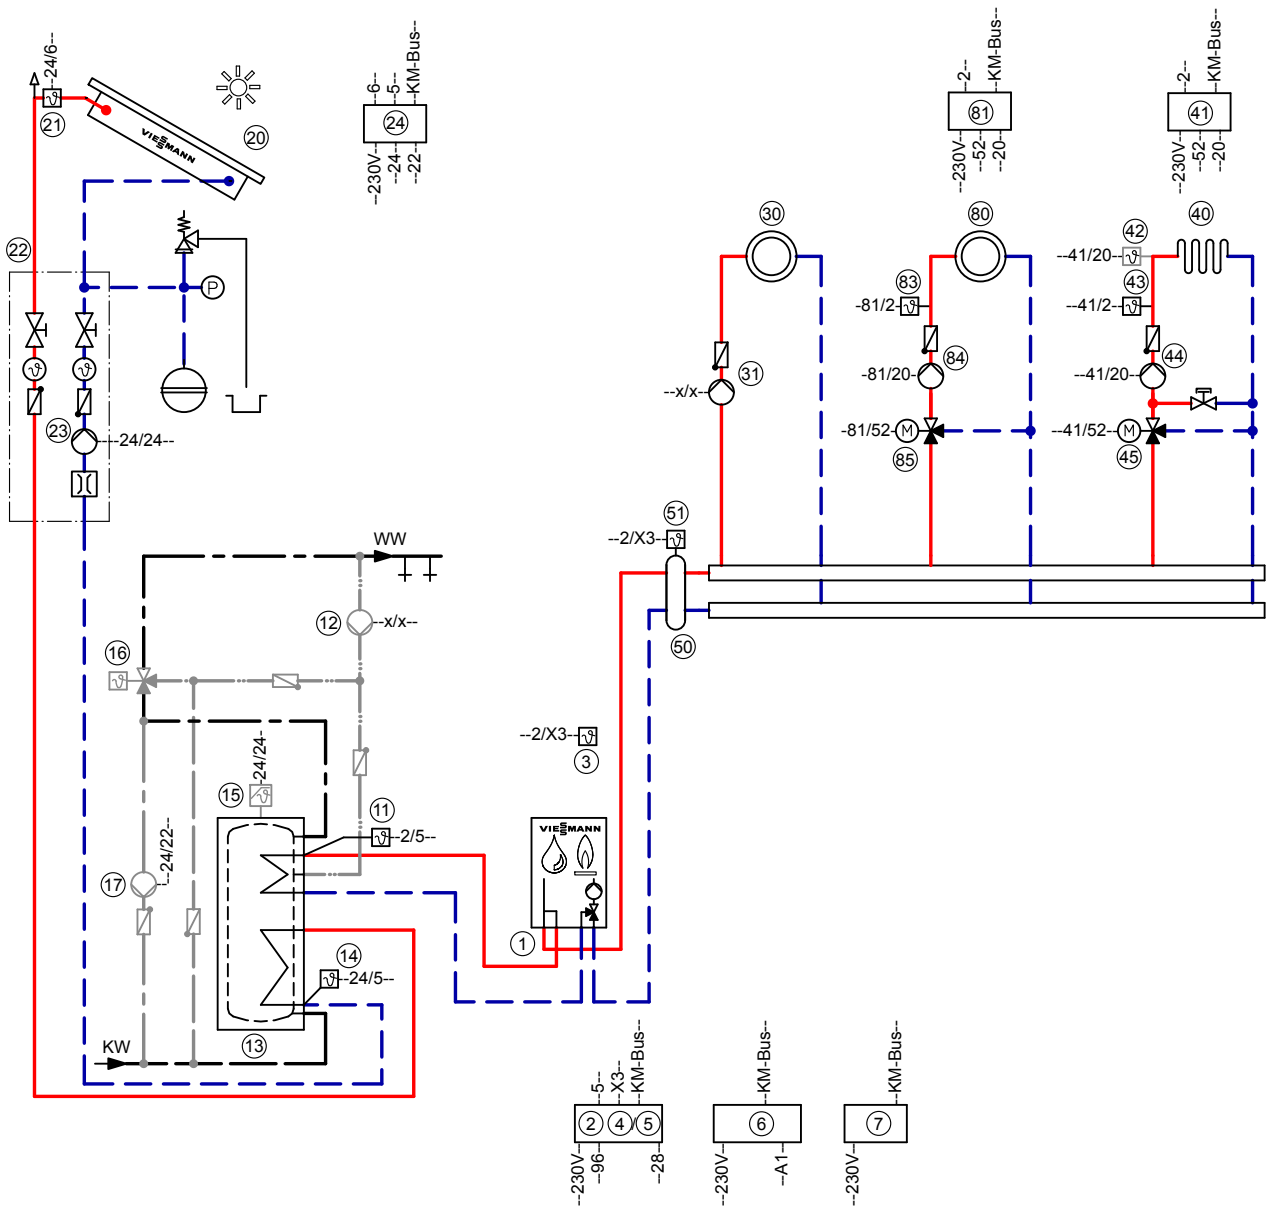 --24/6--
21
VIESSMANN
20
22
--6--
--5--
--KM-Bus--
24
--230V--
--24--
--22--
--2--
--KM-Bus--
81
--230V--
--52--
--20--
--2--
--KM-Bus--
41
--230V--
--52--
--20--
P
23
----24/24--
30
80
40
42
--41/20--
83
-81/2-
43
--41/2--
31
--x/x--
84
-81/20-
44
--41/20--
-81/52-
M
85
--41/52--
M
45
51
--2/X3--
50
WW
12
--x/x--
16
--2/X3--
3
15
--24/24-
11
--2/5--
17
--24/22--
14
--24/5--
13
KW
VIESSMANN
1
--5--
--X3--
--KM-Bus--
2
4
/
5
--230V--
--96--
--28--
--KM-Bus--
6
--230V--
--A1--
--KM-Bus--
7
--230V--